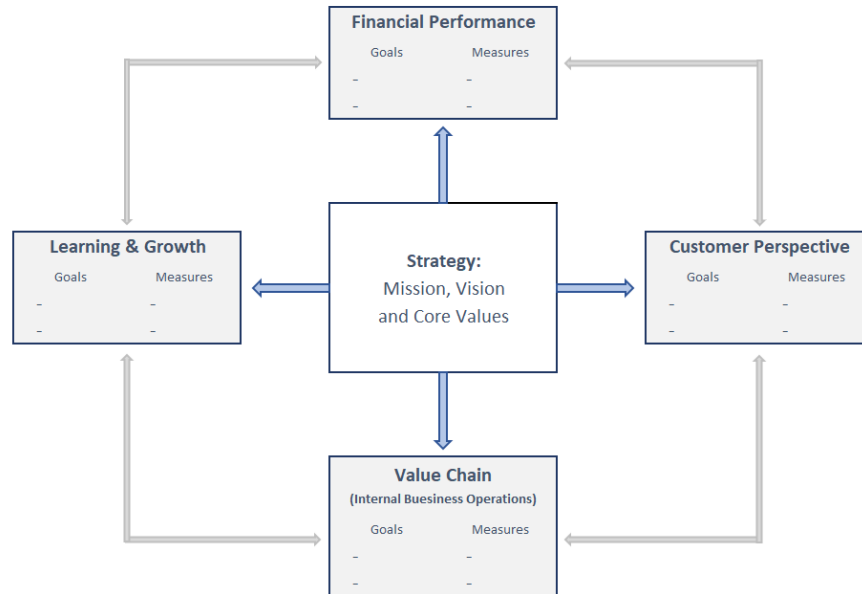 Financial Performance
Goals Measures
- -
- -
Learning & Growth
Goals Measures
- -
- -
Strategy:
Mission, Vision
and Core Values
Customer Perspective
Goals Measures
- -
- -
Value Chain
(Internal Buesiness Operations)
Goals Measures
- -
- -